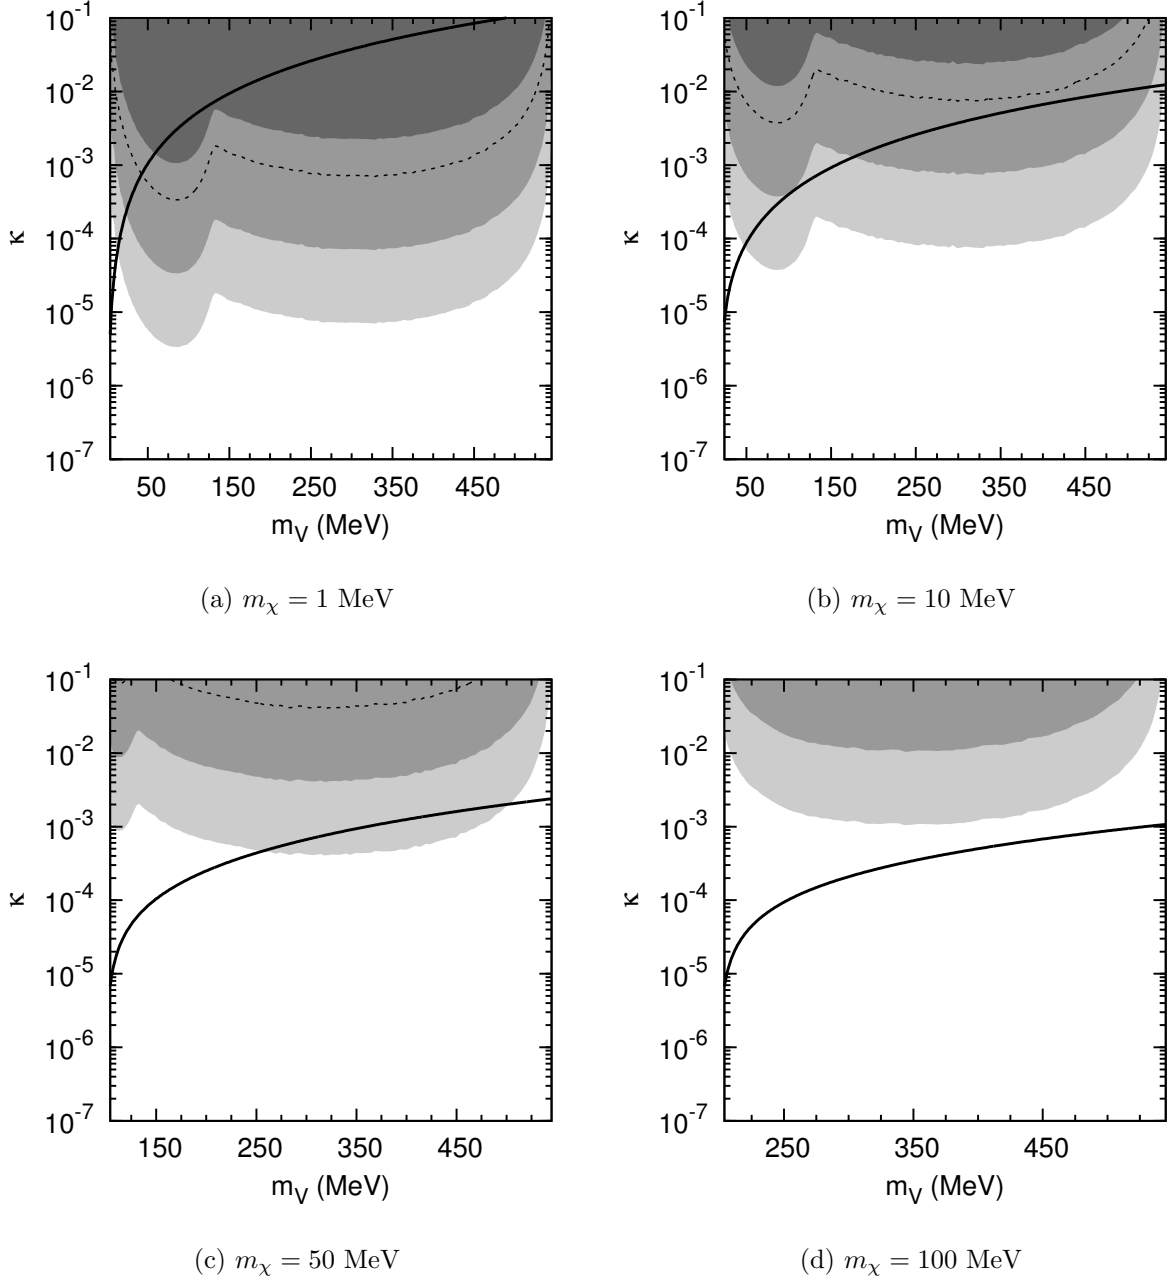 10⁻¹
10⁻²
10⁻³
10⁻⁴
10⁻⁵
10⁻⁶
10⁻⁷
κ
50 150 250 350 450
m_V (MeV)
(a) m_χ = 1 MeV
10⁻¹
10⁻²
10⁻³
10⁻⁴
10⁻⁵
10⁻⁶
10⁻⁷
κ
50 150 250 350 450
m_V (MeV)
(b) m_χ = 10 MeV
10⁻¹
10⁻²
10⁻³
10⁻⁴
10⁻⁵
10⁻⁶
10⁻⁷
κ
150 250 350 450
m_V (MeV)
(c) m_χ = 50 MeV
10⁻¹
10⁻²
10⁻³
10⁻⁴
10⁻⁵
10⁻⁶
10⁻⁷
κ
250 350 450
m_V (MeV)
(d) m_χ = 100 MeV